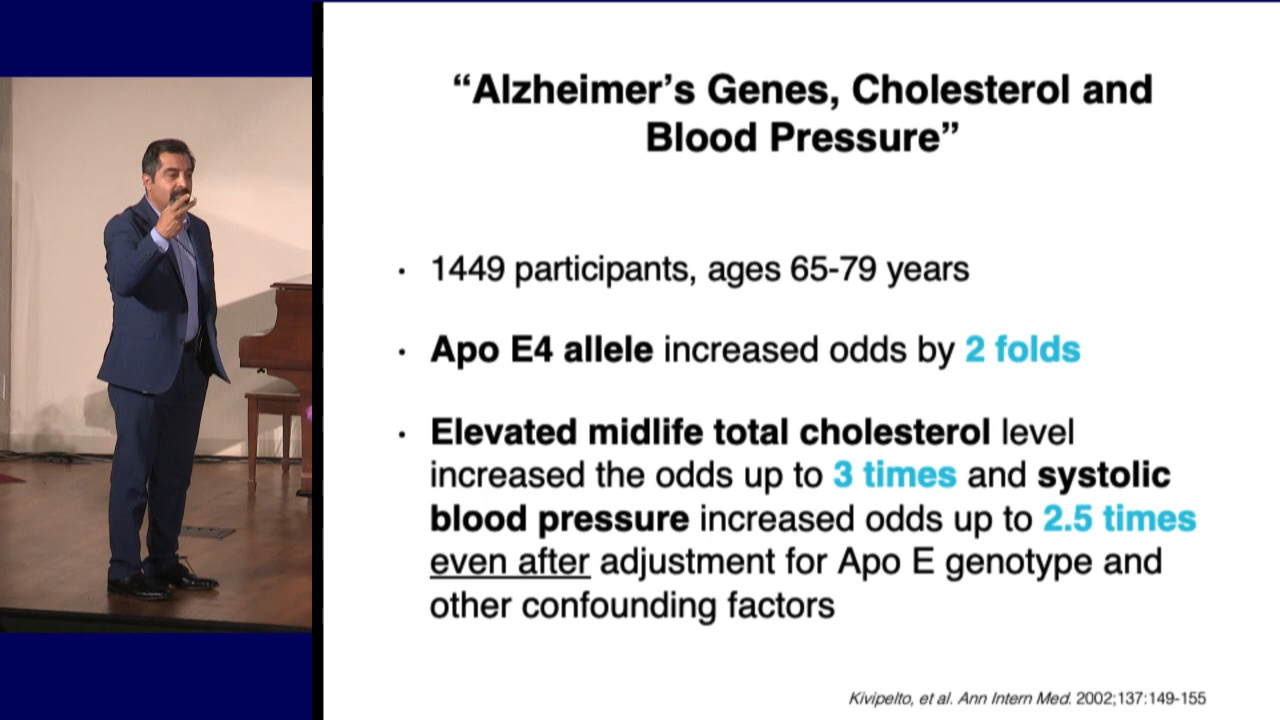 “Alzheimer’s Genes, Cholesterol and
Blood Pressure”
· 1449 participants, ages 65-79 years
· Apo E4 allele increased odds by 2 folds
· Elevated midlife total cholesterol level
increased the odds up to 3 times and systolic
blood pressure increased odds up to 2.5 times
even after adjustment for Apo E genotype and
other confounding factors
Kivipelto, et al. Ann Intern Med. 2002;137:149-155